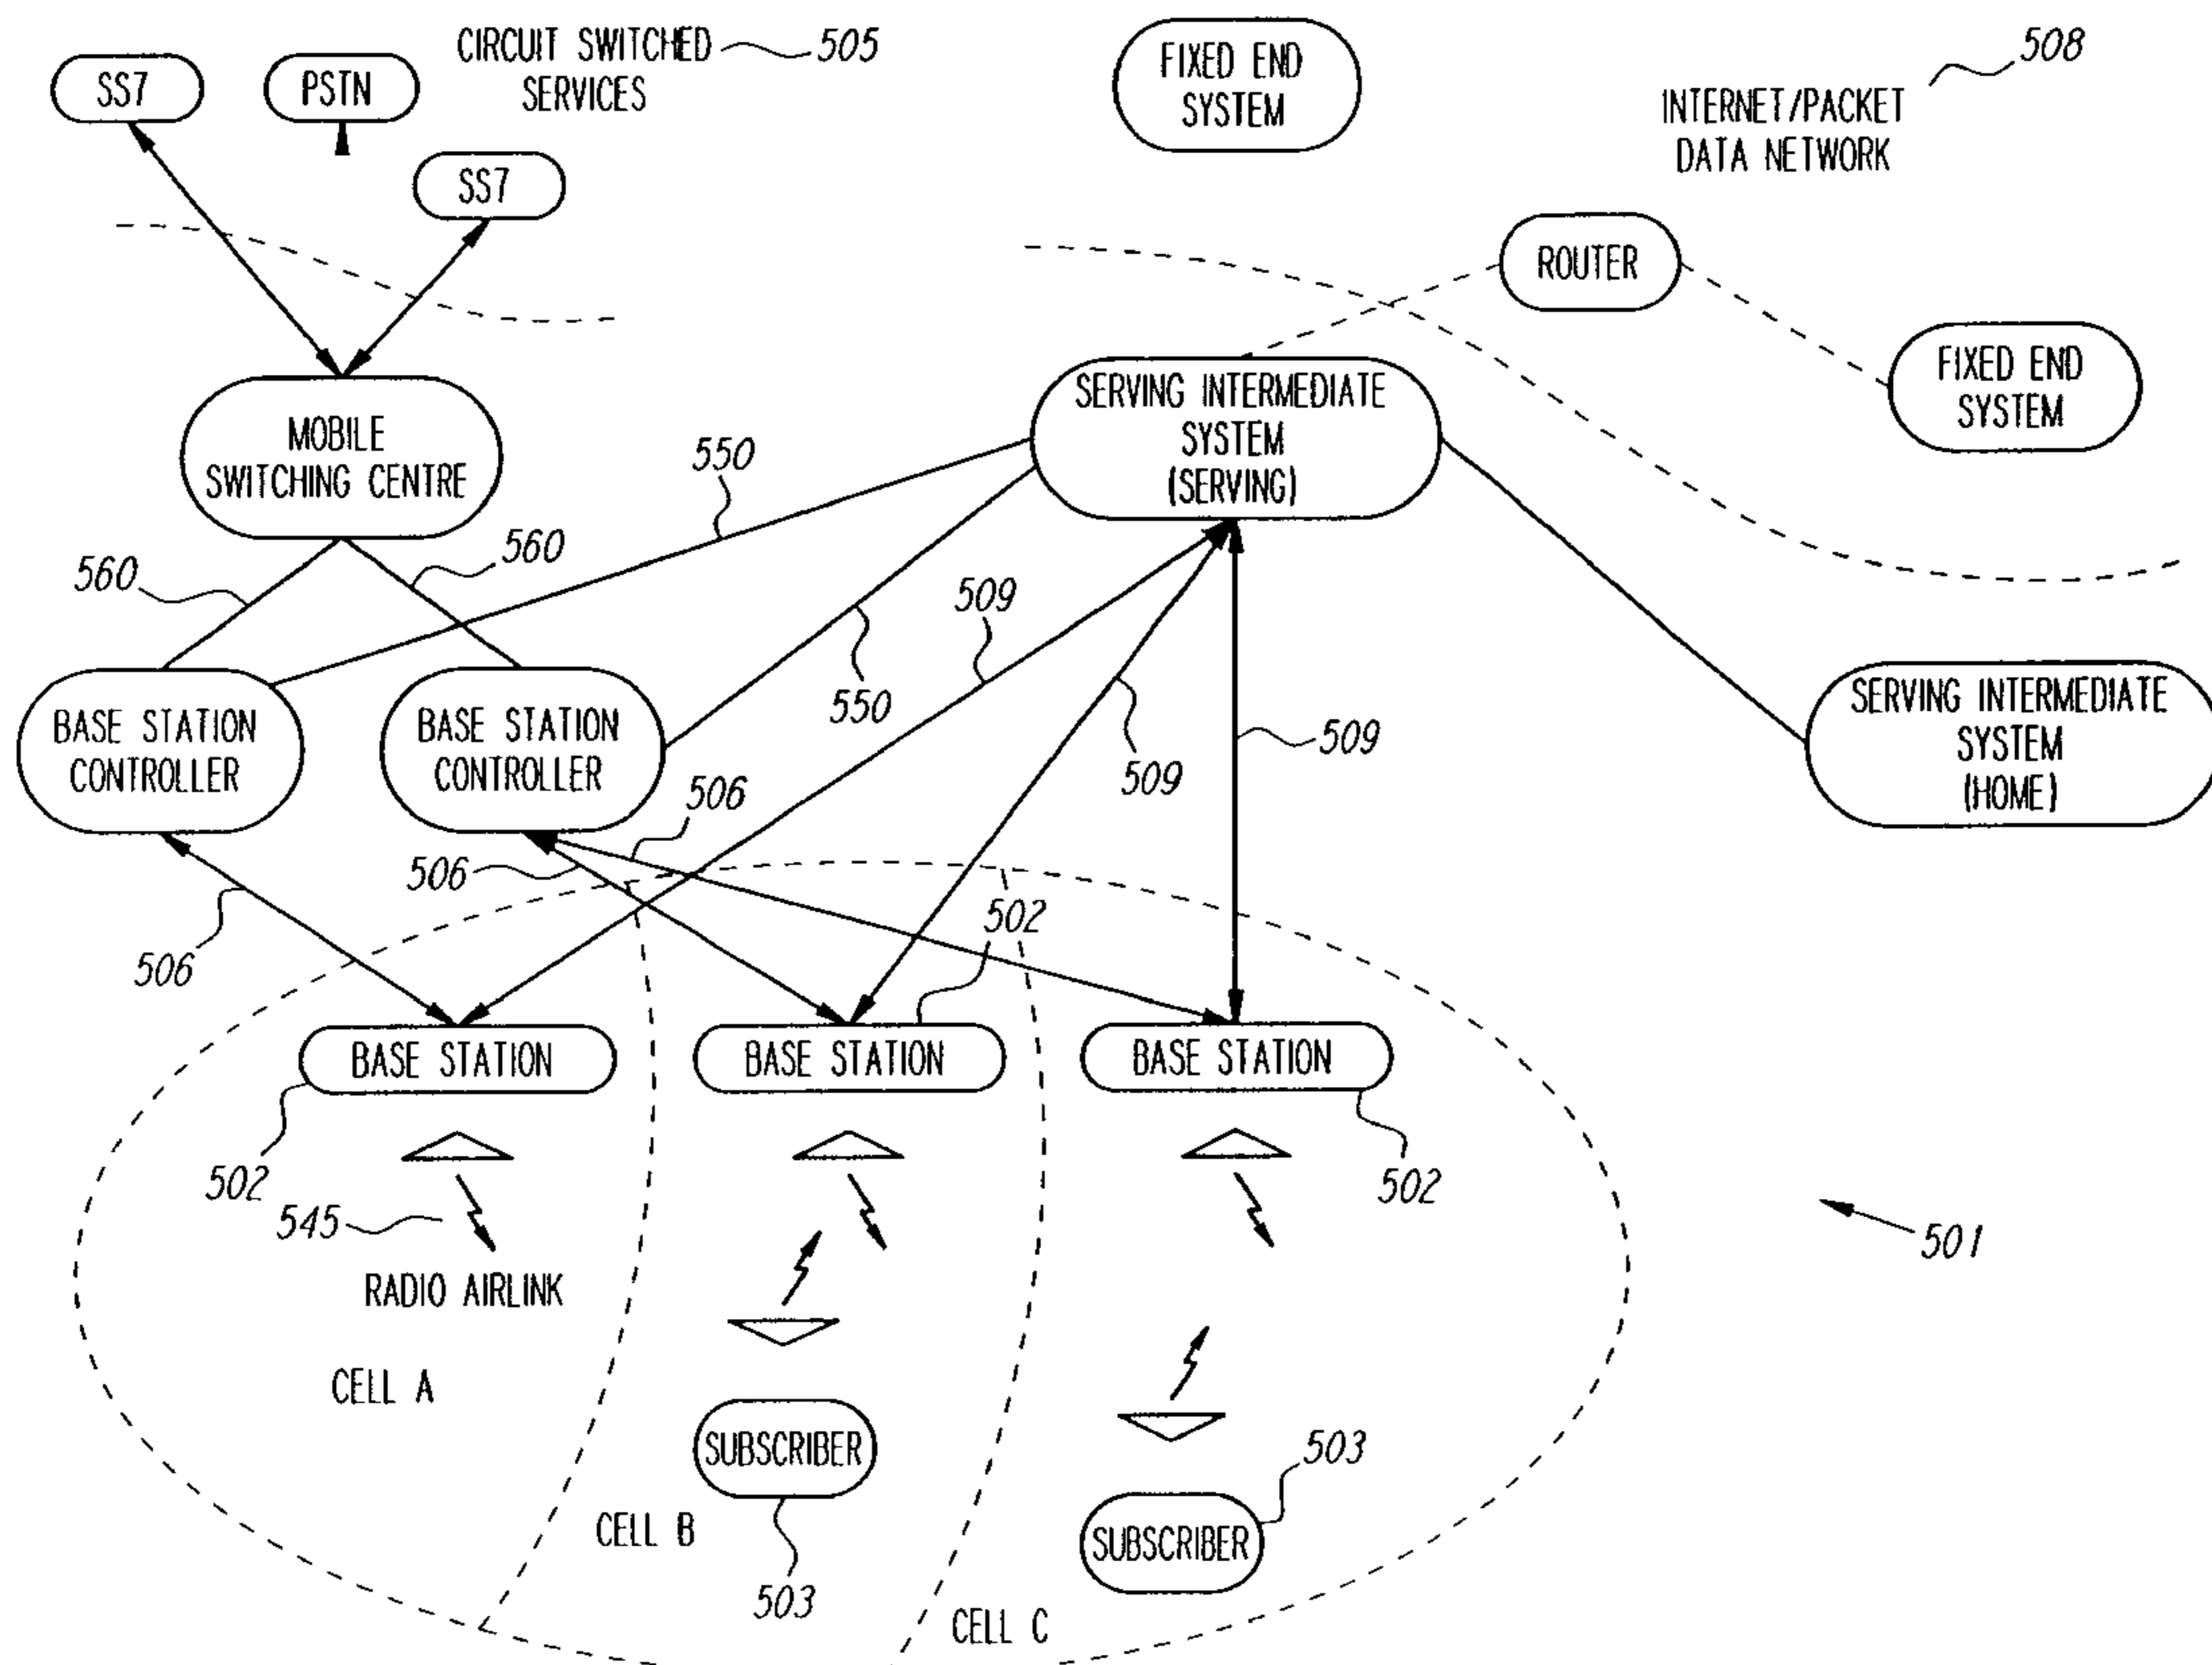 CIRCUIT SWITCHED
SERVICES
505
SS7
PSTN
SS7
FIXED END
SYSTEM
508
INTERNET/PACKET
DATA NETWORK
ROUTER
FIXED END
SYSTEM
MOBILE
SWITCHING CENTRE
SERVING INTERMEDIATE
SYSTEM
(SERVING)
550
560
560
509
550
509
509
BASE STATION
CONTROLLER
BASE STATION
CONTROLLER
SERVING INTERMEDIATE
SYSTEM
(HOME)
506
506
506
502
BASE STATION
BASE STATION
BASE STATION
502
502
545
RADIO AIRLINK
501
CELL A
SUBSCRIBER
503
CELL B
SUBSCRIBER
503
CELL C